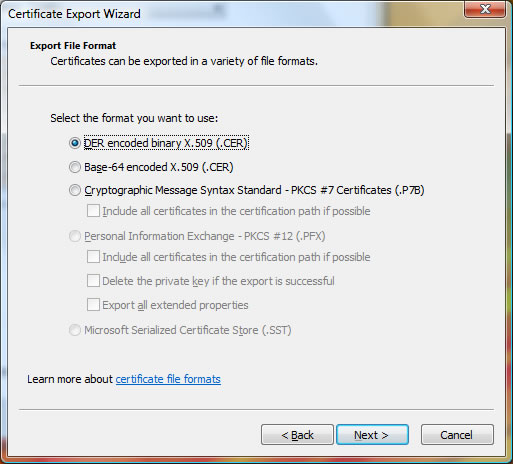 Certificate Export Wizard
Export File Format
Certificates can be exported in a variety of file formats.
Select the format you want to use:
DER encoded binary X.509 (.CER)
Base-64 encoded X.509 (.CER)
Cryptographic Message Syntax Standard - PKCS #7 Certificates (.P7B)
Include all certificates in the certification path if possible
Personal Information Exchange - PKCS #12 (.PFX)
Include all certificates in the certification path if possible
Delete the private key if the export is successful
Export all extended properties
Microsoft Serialized Certificate Store (.SST)
Learn more about certificate file formats
< Back Next > Cancel